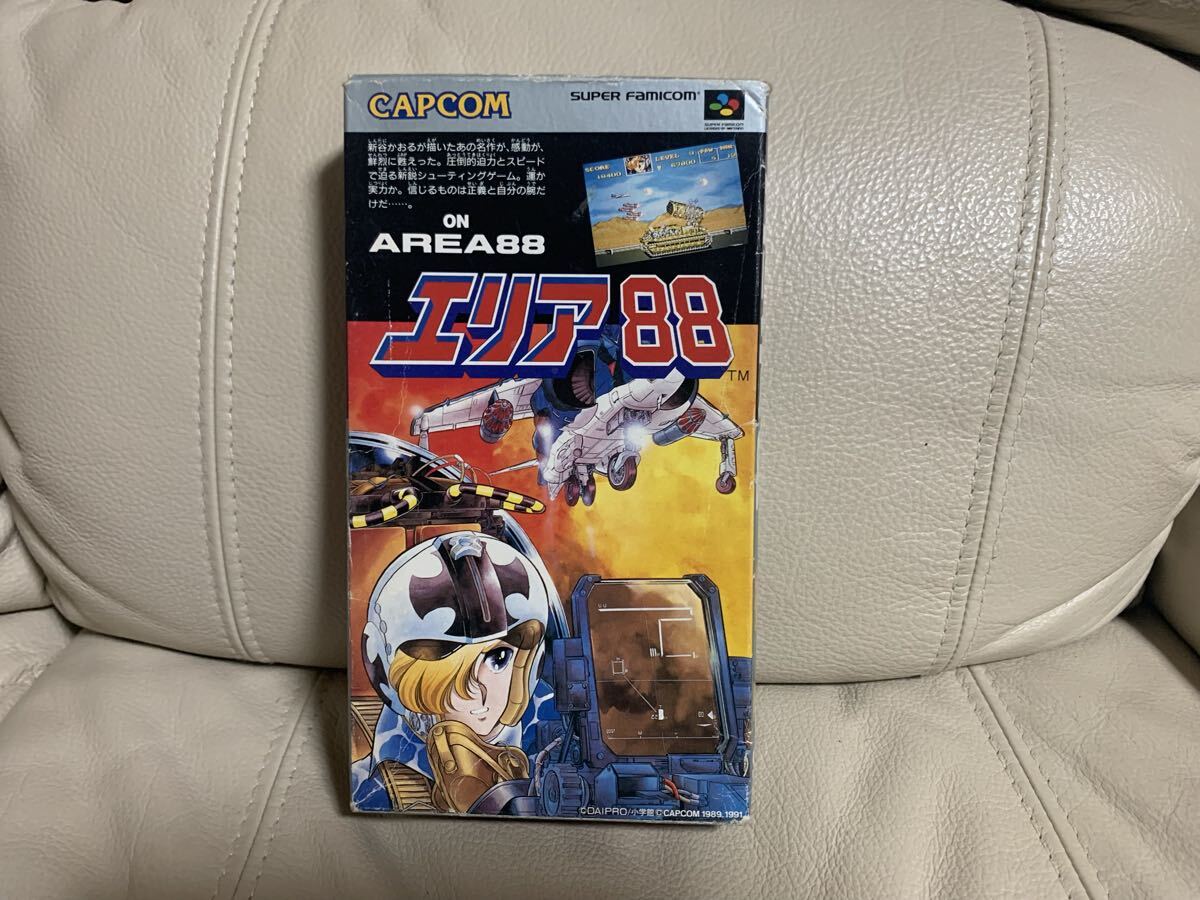 CAPCOM
SUPER FAMICOM
SUPER FAMICOM
新谷かおるが描いたあの名作が、感動が、
鮮烈に甦えった。圧倒的迫力とスピード
で迫る新鋭シューティングゲーム。運か
実力か。信じるものは正義と自分の腕だ
けだ……。
SCORE
LEVEL
ON
AREA88
エリア88
TM
©DAIPRO/小学館 © CAPCOM 1989, 1991